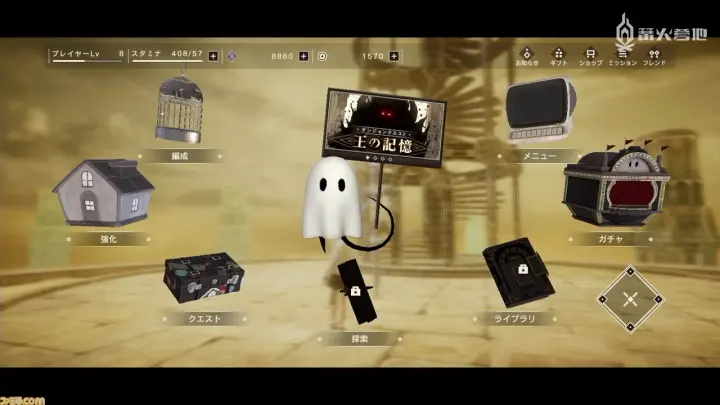 プレイヤーLv 8 スタミナ 408/57 8860 1570
お知らせ ギフト ショップ ミッション フレンド
篝火营地
ダンジョンクエスト
王の記憶
編成
メニュー
強化
ガチャ
クエスト
ライブラリ
探索
ファミ通.com